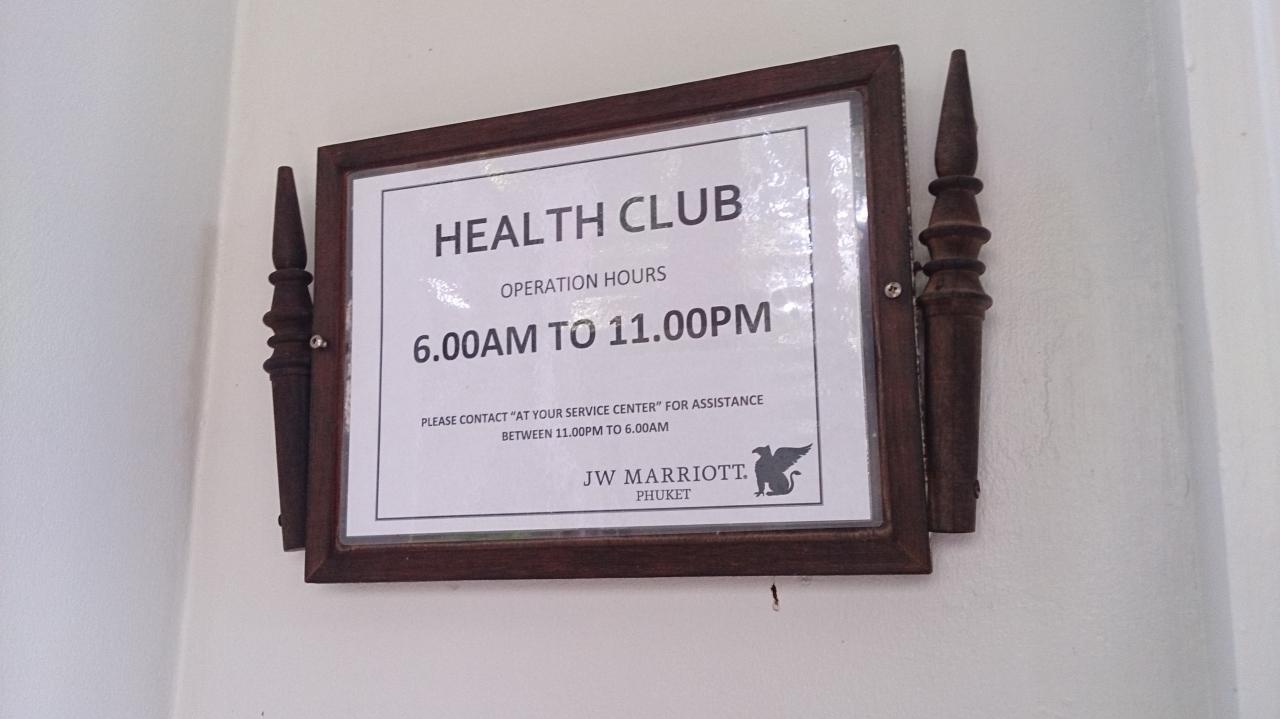 HEALTH CLUB
OPERATION HOURS
6.00AM TO 11.00PM
PLEASE CONTACT “AT YOUR SERVICE CENTER” FOR ASSISTANCE
BETWEEN 11.00PM TO 6.00AM
JW MARRIOTT®
PHUKET